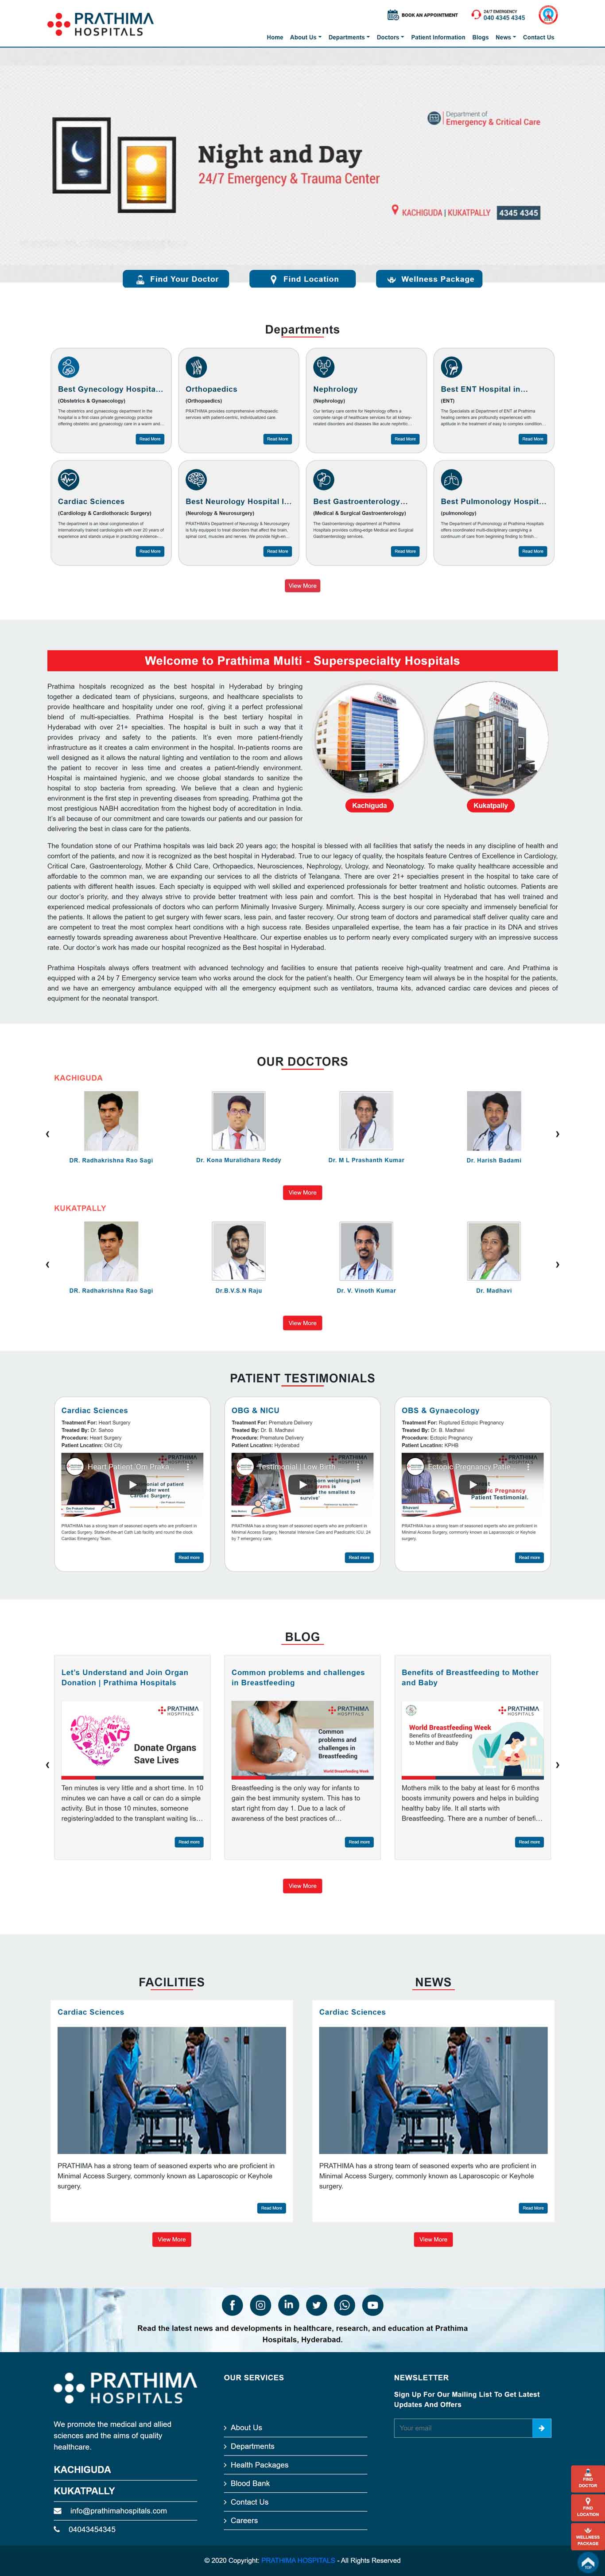 PRATHIMA
HOSPITALS
BOOK AN APPOINTMENT
24/7 EMERGENCY
040 4345 4345
Home About Us Departments Doctors Patient Information Blogs News Contact Us
Department of
Emergency & Critical Care
Night and Day
24/7 Emergency & Trauma Center
KACHIGUDA | KUKATPALLY 4345 4345
Find Your Doctor
Find Location
Wellness Package
Departments
Best Gynecology Hospita...
(Obstetrics & Gynaecology)
The obstetrics and gynaecology department in the
hospital is a first class private gynecology practice
offering obstetric and gynaecology care in a warm and...
Read More
Orthopaedics
(Orthopaedics)
PRATHIMA provides comprehensive orthopaedic
services with patient-centric, individualized care.
Read More
Nephrology
(Nephrology)
Our tertiary care centre for Nephrology offers a
complete range of healthcare services for all kidney-
related disorders and diseases like acute nephritic...
Read More
Best ENT Hospital in...
(ENT)
The Specialists at Department of ENT at Prathima
healing centers are profoundly experienced with
aptitude in the treatment of easy to complex condition...
Read More
Cardiac Sciences
(Cardiology & Cardiothoracic Surgery)
The department is an ideal conglomeration of
internationally trained cardiologists with over 20 years of
experience and stands unique in practicing evidence-...
Read More
Best Neurology Hospital I...
(Neurology & Neurosurgery)
PRATHIMA's Department of Neurology & Neurosurgery
is fully equipped to treat disorders that affect the brain,
spinal cord, muscles and nerves. We provide high-en...
Read More
Best Gastroenterology...
(Medical & Surgical Gastroenterology)
The Gastroenterology department at Prathima
Hospitals provides cutting-edge Medical and Surgical
Gastroenterology services.
Read More
Best Pulmonology Hospit...
(pulmonology)
The Department of Pulmonology at Prathima Hospitals
offers coordinated multi-disciplinary caregiving a
continuum of care from beginning finding to finish...
Read More
View More
Welcome to Prathima Multi - Superspecialty Hospitals
Prathima hospitals recognized as the best hospital in Hyderabad by bringing
together a dedicated team of physicians, surgeons, and healthcare specialists to
provide healthcare and hospitality under one roof, giving it a perfect professional
blend of multi-specialties. Prathima Hospital is the best tertiary hospital in
Hyderabad with over 21+ specialties. The hospital is built in such a way that it
provides privacy and safety to the patients. It's even more patient-friendly
infrastructure as it creates a calm environment in the hospital. In-patients rooms are
well designed as it allows the natural lighting and ventilation to the room and allows
the patient to recover in less time and creates a patient-friendly environment.
Hospital is maintained hygienic, and we choose global standards to sanitize the
hospital to stop bacteria from spreading. We believe that a clean and hygienic
environment is the first step in preventing diseases from spreading. Prathima got the
most prestigious NABH accreditation from the highest body of accreditation in India.
It's all because of our commitment and care towards our patients and our passion for
delivering the best in class care for the patients.
Kachiguda
Kukatpally
The foundation stone of our Prathima hospitals was laid back 20 years ago; the hospital is blessed with all facilities that satisfy the needs in any discipline of health and
comfort of the patients, and now it is recognized as the best hospital in Hyderabad. True to our legacy of quality, the hospitals feature Centres of Excellence in Cardiology,
Critical Care, Gastroenterology, Mother & Child Care, Orthopaedics, Neurosciences, Nephrology, Urology, and Neonatology. To make quality healthcare accessible and
affordable to the common man, we are expanding our services to all the districts of Telangana. There are over 21+ specialties present in the hospital to take care of
patients with different health issues. Each specialty is equipped with well skilled and experienced professionals for better treatment and holistic outcomes. Patients are
our doctor's priority, and they always strive to provide better treatment with less pain and comfort. This is the best hospital in Hyderabad that has well trained and
experienced medical professionals of doctors who can perform Minimally Invasive Surgery. Minimally, Access surgery is our core specialty and immensely beneficial for
the patients. It allows the patient to get surgery with fewer scars, less pain, and faster recovery. Our strong team of doctors and paramedical staff deliver quality care and
are competent to treat the most complex heart conditions with a high success rate. Besides unparalleled expertise, the team has a fair practice in its DNA and strives
earnestly towards spreading awareness about Preventive Healthcare. Our expertise enables us to perform nearly every complicated surgery with an impressive success
rate. Our doctor's work has made our hospital recognized as the Best hospital in Hyderabad.
Prathima Hospitals always offers treatment with advanced technology and facilities to ensure that patients receive high-quality treatment and care. And Prathima is
equipped with a 24 by 7 Emergency Service team who works around the clock for the patient's health. Our Emergency team will always be in the hospital for the patients,
and we have an emergency ambulance equipped with all the emergency equipment such as ventilators, trauma kits, advanced cardiac care devices and pieces of
equipment for the neonatal transport.
OUR DOCTORS
KACHIGUDA
DR. Radhakrishna Rao Sagi
Dr. Kona Muralidhara Reddy
Dr. M L Prashanth Kumar
Dr. Harish Badami
View More
KUKATPALLY
DR. Radhakrishna Rao Sagi
Dr.B.V.S.N Raju
Dr. V. Vinoth Kumar
Dr. Madhavi
View More
PATIENT TESTIMONIALS
Cardiac Sciences
Treatment For: Heart Surgery
Treated By: Dr. Sahoo
Procedure: Heart Surgery
Patient Location: Old City
Heart Patient 'Om Praka
PRATHIMA has a strong team of seasoned experts who are proficient in
Cardiac Surgery. State-of-the-art Cath Lab facility and round the clock
Cardiac Emergency Team.
Read more
OBG & NICU
Treatment For: Premature Delivery
Treated By: Dr. B. Madhavi
Procedure: Premature Delivery
Patient Location: Hyderabad
Testimonial | Low Birth
PRATHIMA has a strong team of seasoned experts who are proficient in
Minimal Access Surgery, Neonatal Intensive Care and Paediatric ICU. 24
by 7 emergency care.
Read more
OBS & Gynaecology
Treatment For: Ruptured Ectopic Pregnancy
Treated By: Dr. B. Madhavi
Procedure: Ectopic Pregnancy
Patient Location: KPHB
Ectopic Pregnancy Patie
Patient Testimonial.
PRATHIMA has a strong team of seasoned experts who are proficient in
Minimal Access Surgery, commonly known as Laparoscopic or Keyhole
surgery.
Read more
BLOG
Let's Understand and Join Organ
Donation | Prathima Hospitals
PRATHIMA
HOSPITALS
Donate Organs
Save Lives
Ten minutes is very little and a short time. In 10
minutes we can have a call or can do a simple
activity. But in those 10 minutes, someone
registering/added to the transplant waiting lis...
Read more
Common problems and challenges
in Breastfeeding
PRATHIMA
HOSPITALS
Common
problems and
challenges in
Breastfeeding
World Breastfeeding Week
Breastfeeding is the only way for infants to
gain the best immunity system. This has to
start right from day 1. Due to a lack of
awareness of the best practices of...
Read more
Benefits of Breastfeeding to Mother
and Baby
PRATHIMA
HOSPITALS
World Breastfeeding Week
Benefits of Breastfeeding
to Mother and Baby
Mothers milk to the baby at least for 6 months
boosts immunity powers and helps in building
healthy baby life. It all starts with
Breastfeeding. There are a number of benefi...
Read more
View More
FACILITIES
Cardiac Sciences
PRATHIMA has a strong team of seasoned experts who are proficient in
Minimal Access Surgery, commonly known as Laparoscopic or Keyhole
surgery.
Read More
View More
NEWS
Cardiac Sciences
PRATHIMA has a strong team of seasoned experts who are proficient in
Minimal Access Surgery, commonly known as Laparoscopic or Keyhole
surgery.
Read More
View More
Read the latest news and developments in healthcare, research, and education at Prathima
Hospitals, Hyderabad.
PRATHIMA
HOSPITALS
We promote the medical and allied
sciences and the aims of quality
healthcare.
KACHIGUDA
KUKATPALLY
info@prathimahospitals.com
04043454345
OUR SERVICES
About Us
Departments
Health Packages
Blood Bank
Contact Us
Careers
NEWSLETTER
Sign Up For Our Mailing List To Get Latest
Updates And Offers
Your email
FIND
DOCTOR
FIND
LOCATION
WELLNESS
PACKAGE
© 2020 Copyright: PRATHIMA HOSPITALS - All Rights Reserved